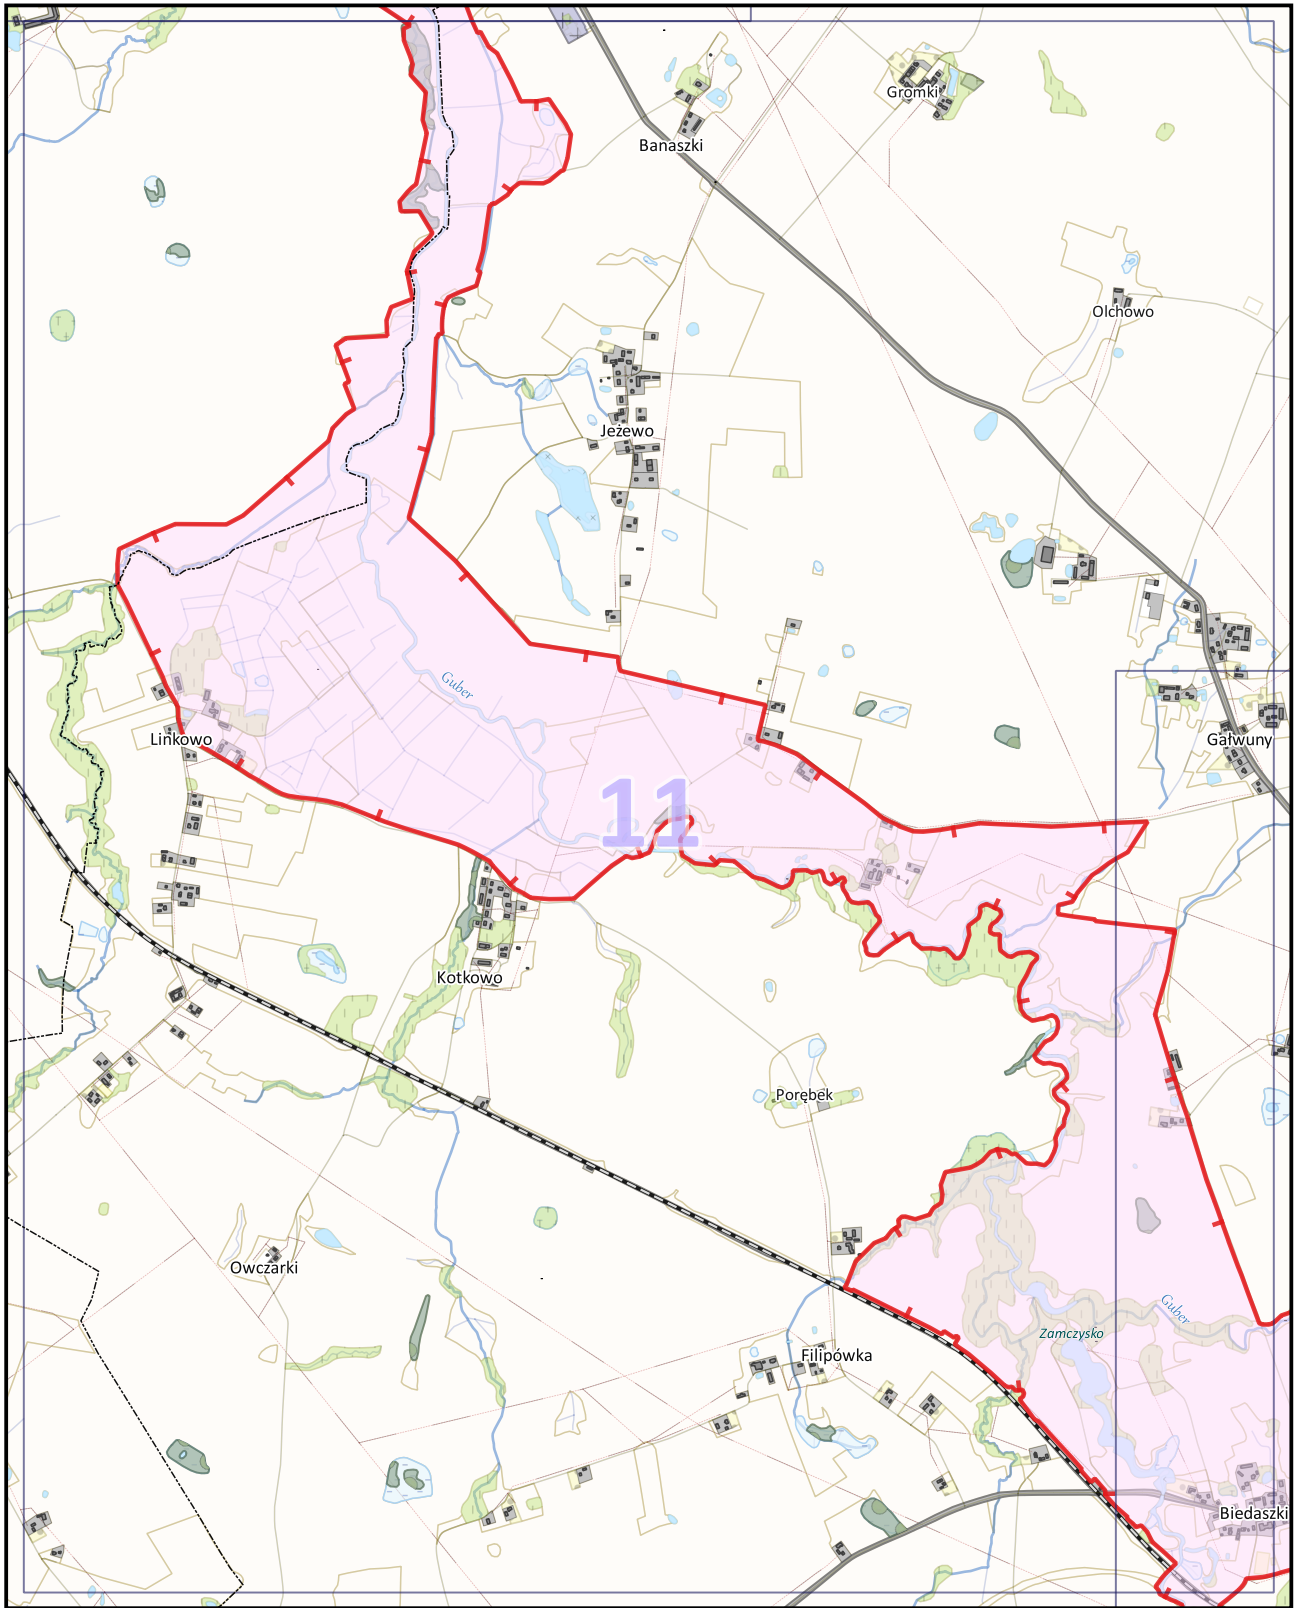 Gromki
Banaszki
Olchowo
Jeżewo
Guber
Linkowo
Gałwuny
11
Kotkowo
Porębek
Owczarki
Guber
Zamczysko
Filipówka
Biedaszki